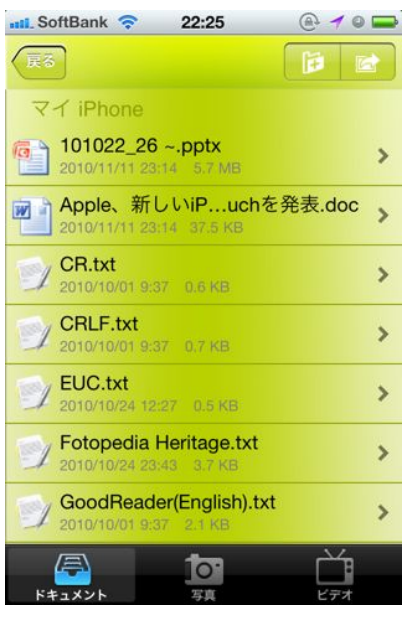 SoftBank 22:25
戻る
マイ iPhone
101022_26 ~.pptx
2010/11/11 23:14 5.7 MB
Apple、新しいiP...uchを発表.doc
2010/11/11 23:14 37.5 KB
CR.txt
2010/10/01 9:37 0.6 KB
CRLF.txt
2010/10/01 9:37 0.7 KB
EUC.txt
2010/10/24 12:27 0.5 KB
Fotopedia Heritage.txt
2010/10/24 23:43 3.7 KB
GoodReader(English).txt
2010/10/01 9:37 2.1 KB
ドキュメント 写真 ビデオ